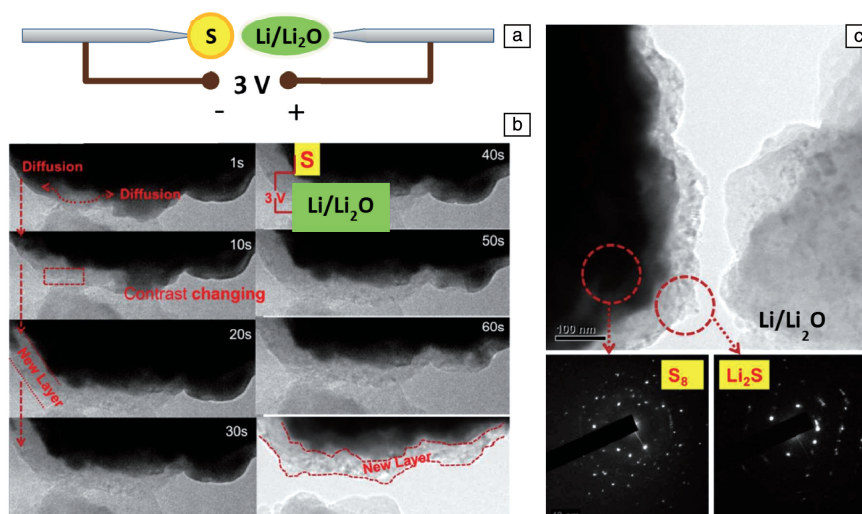 S
Li/Li₂O
a
3 V
-
+
b
1s
Diffusion
Diffusion
10s
Contrast changing
20s
New Layer
30s
40s
S
3 V
Li/Li₂O
50s
60s
New Layer
c
100 nm
Li/Li₂O
S₈
Li₂S